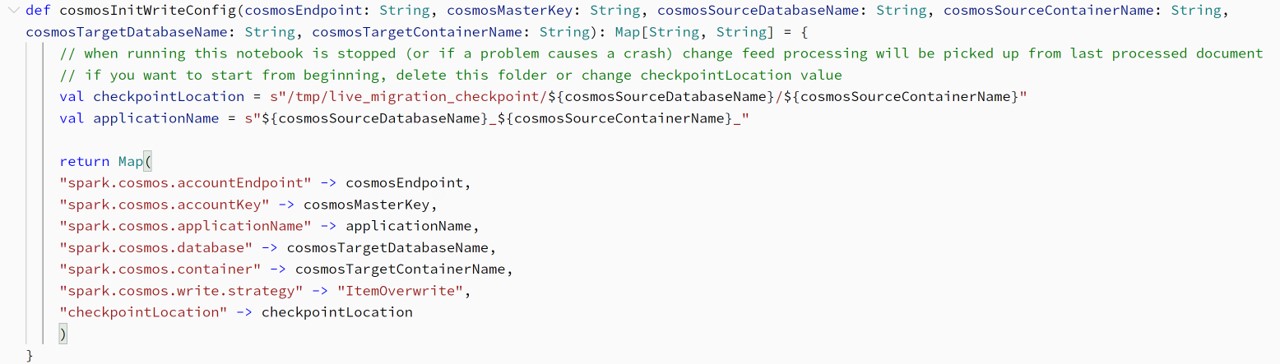 def cosmosInitWriteConfig(cosmosEndpoint: String, cosmosMasterKey: String, cosmosSourceDatabaseName: String, cosmosSourceContainerName: String,
cosmosTargetDatabaseName: String, cosmosTargetContainerName: String): Map[String, String] = {
// when running this notebook is stopped (or if a problem causes a crash) change feed processing will be picked up from last processed document
// if you want to start from beginning, delete this folder or change checkpointLocation value
val checkpointLocation = s"/tmp/live_migration_checkpoint/${cosmosSourceDatabaseName}/${cosmosSourceContainerName}"
val applicationName = s"${cosmosSourceDatabaseName}_${cosmosSourceContainerName}_"
return Map(
"spark.cosmos.accountEndpoint" -> cosmosEndpoint,
"spark.cosmos.accountKey" -> cosmosMasterKey,
"spark.cosmos.applicationName" -> applicationName,
"spark.cosmos.database" -> cosmosTargetDatabaseName,
"spark.cosmos.container" -> cosmosTargetContainerName,
"spark.cosmos.write.strategy" -> "ItemOverwrite",
"checkpointLocation" -> checkpointLocation
)
}